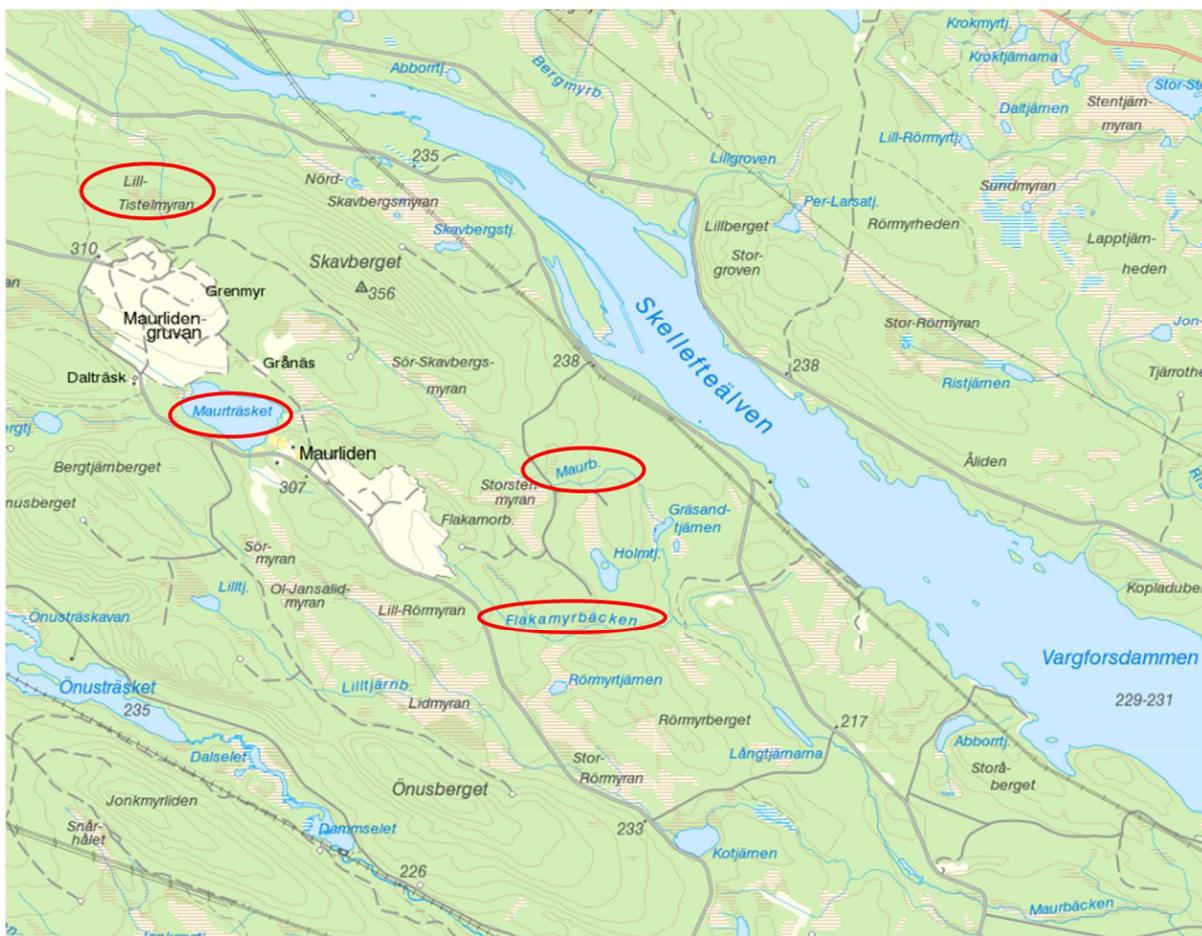 Krokmyrtj.
Kroktjärnarna
Abborrtj.
Bergmyrb.
Stor-
Daltjärnen
Stentjärn-
myran
Lill-Rörmyrtj.
235
Lillgroven
Lill-
Tistelmyran
Nörd-
Skavbergsmyran
Sundmyran
Per-Larsatj.
Skavbergstj.
Lillberget
Rörmyrheden
Lapptjärn-
heden
310
Skavberget
Stor-
groven
356
Grenmyr
Maurliden-
gruvan
Skellefteälven
Stor-Rörmyran
Jon-
Grånäs
Sör-Skavbergs-
myran
238
238
Dalträsk
Ristjärnen
Tjärrothe
Maurträsket
ergtj.
Maurliden
Bergtjärnberget
Maurb.
Åliden
307
Storsten
myran
nusberget
Gräsand-
tjärnen
Flakamorb.
Sör-
myran
Holmtj.
Lilltj.
Ol-Jansalid-
myran
Kopladube
Önusträskavan
Lill-Rörmyran
Flakamyrbäcken
Vargforsdammen
Önusträsket
235
Lilltjärnb.
Rörmyrtjärnen
229-231
Lidmyran
Rörmyrberget
217
Abborrtj.
Dalselet
Långtjärnarna
Stor-
Rörmyran
Storå-
berget
Önusberget
Jonkmyrliden
Snår-
hålet
Dammselet
233
Kotjärnen
226
Maurbäcken